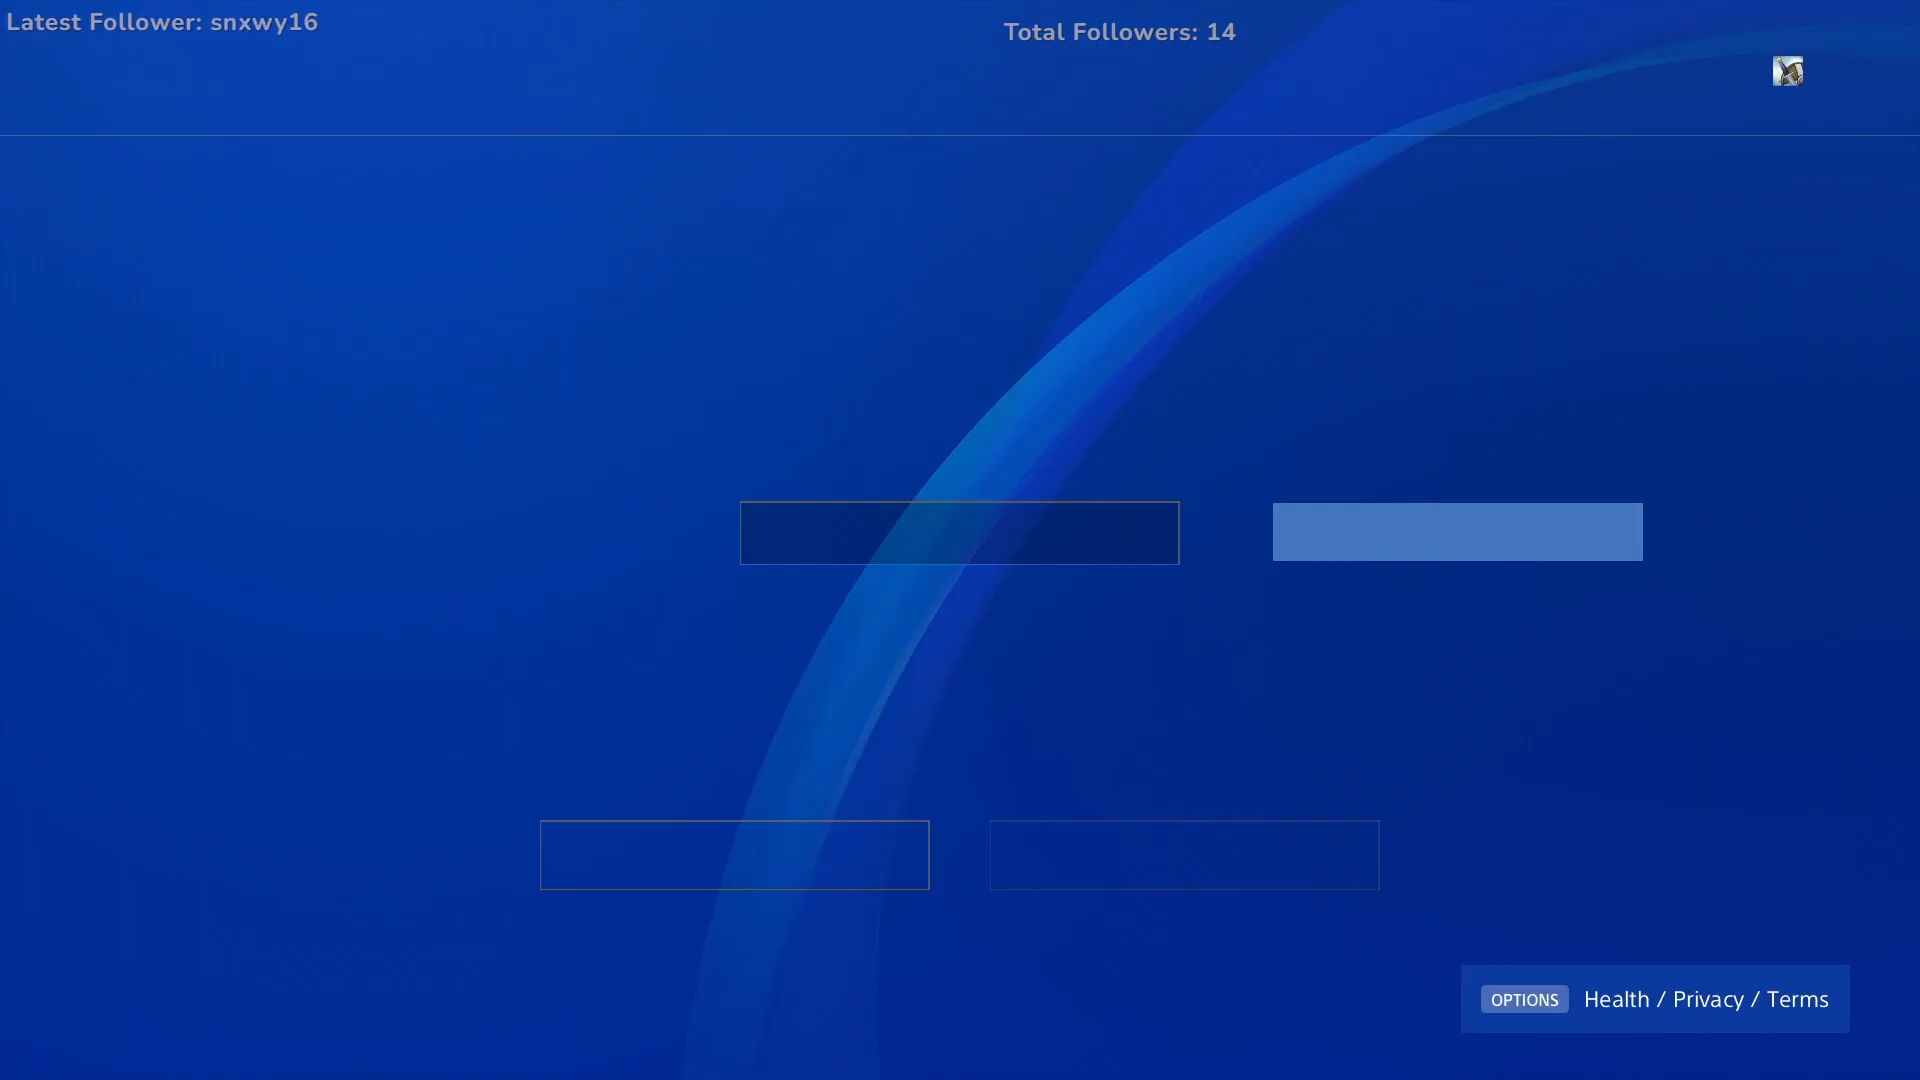 Latest Follower: snxwy16
Total Followers: 14
OPTIONS Health / Privacy / Terms